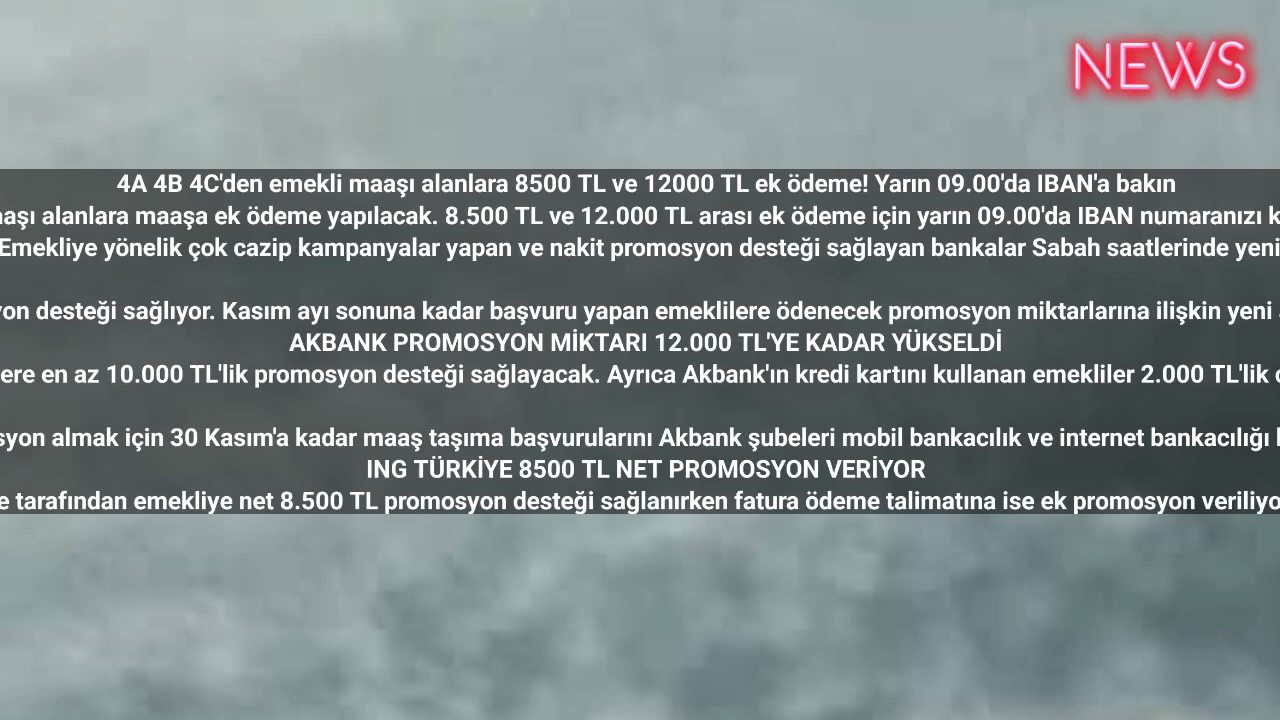 NEWS
4A 4B 4C'den emekli maaşı alanlara 8500 TL ve 12000 TL ek ödeme! Yarın 09.00'da IBAN'a bakın
alanlara maaşa ek ödeme yapılacak. 8.500 TL ve 12.000 TL arası ek ödeme için yarın 09.00'da IBAN numaranızı
Emekliye yönelik çok cazip kampanyalar yapan ve nakit promosyon desteği sağlayan bankalar Sabah saatlerinde yeni
desteği sağlıyor. Kasım ayı sonuna kadar başvuru yapan emeklilere ödenecek promosyon miktarlarına ilişkin yeni
AKBANK PROMOSYON MİKTARI 12.000 TL'YE KADAR YÜKSELDİ
en az 10.000 TL'lik promosyon desteği sağlayacak. Ayrıca Akbank'ın kredi kartını kullanan emekliler 2.000 TL'lik
almak için 30 Kasım'a kadar maaş taşıma başvurularını Akbank şubeleri mobil bankacılık ve internet bankacılığı
ING TÜRKİYE 8500 TL NET PROMOSYON VERİYOR
tarafından emekliye net 8.500 TL promosyon desteği sağlanırken fatura ödeme talimatına ise ek promosyon